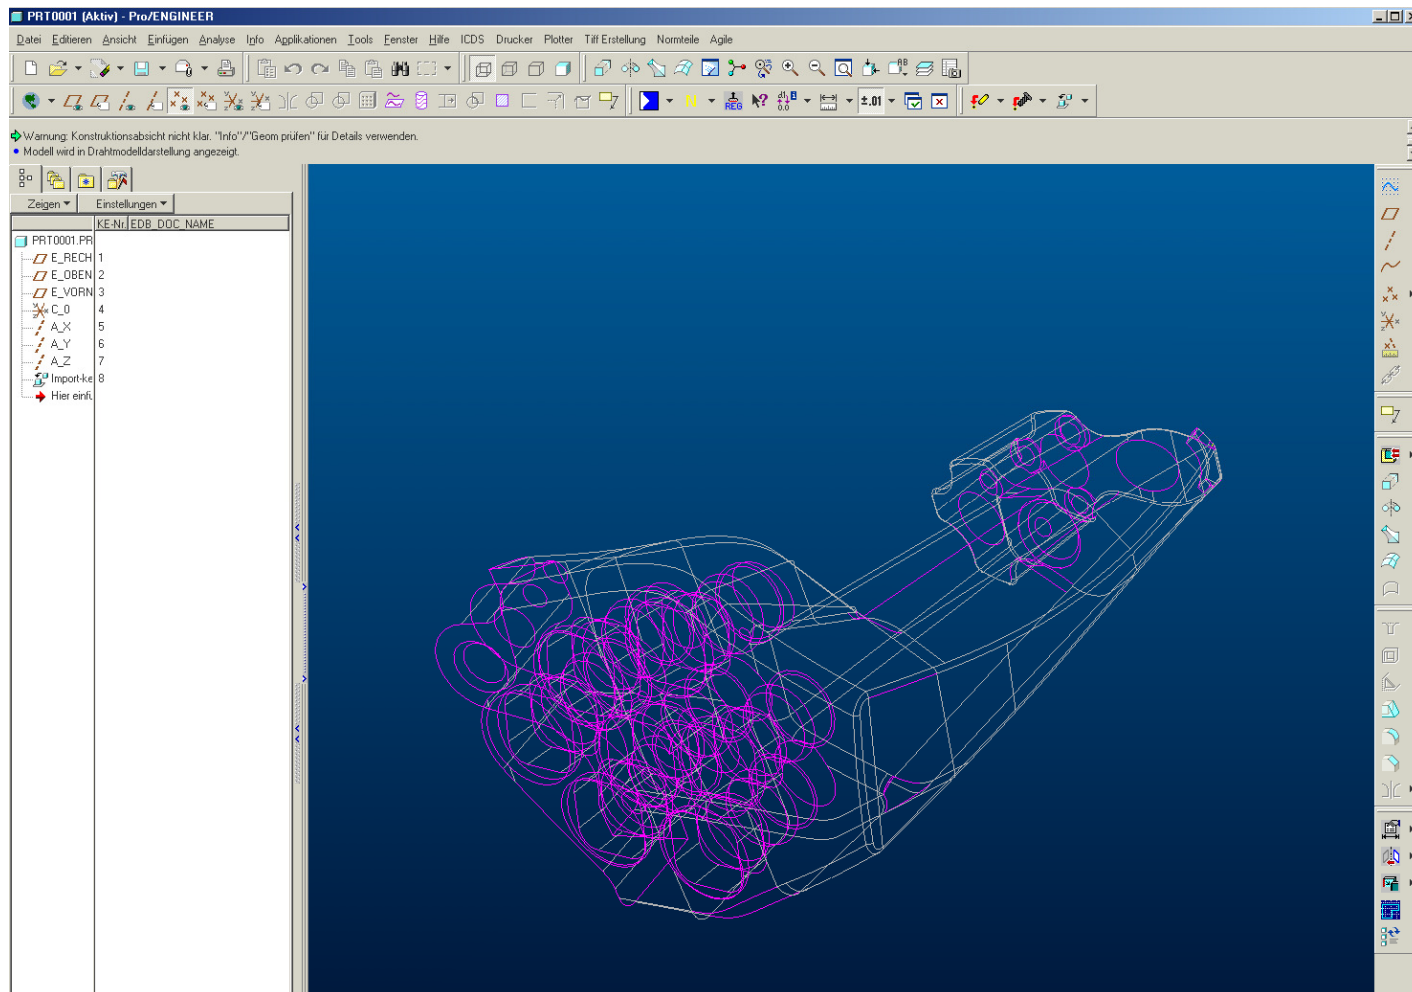 PRT0001 (Aktiv) - Pro/ENGINEER
Datei Editieren Ansicht Einfügen Analyse Info Applikationen Tools Fenster Hilfe ICDS Drucker Plotter Tiff Erstellung Normteile Agile
REG ±.01
Warnung: Konstruktionsabsicht nicht klar. "Info"/"Geom prüfen" für Details verwenden.
Modell wird in Drahtmodelldarstellung angezeigt.
Zeigen Einstellungen
KE-Nr. EDB_DOC_NAME
PRT0001.PR
E_RECH 1
E_OBEN 2
E_VORN 3
C_0 4
A_X 5
A_Y 6
A_Z 7
Import-ke 8
Hier einfü